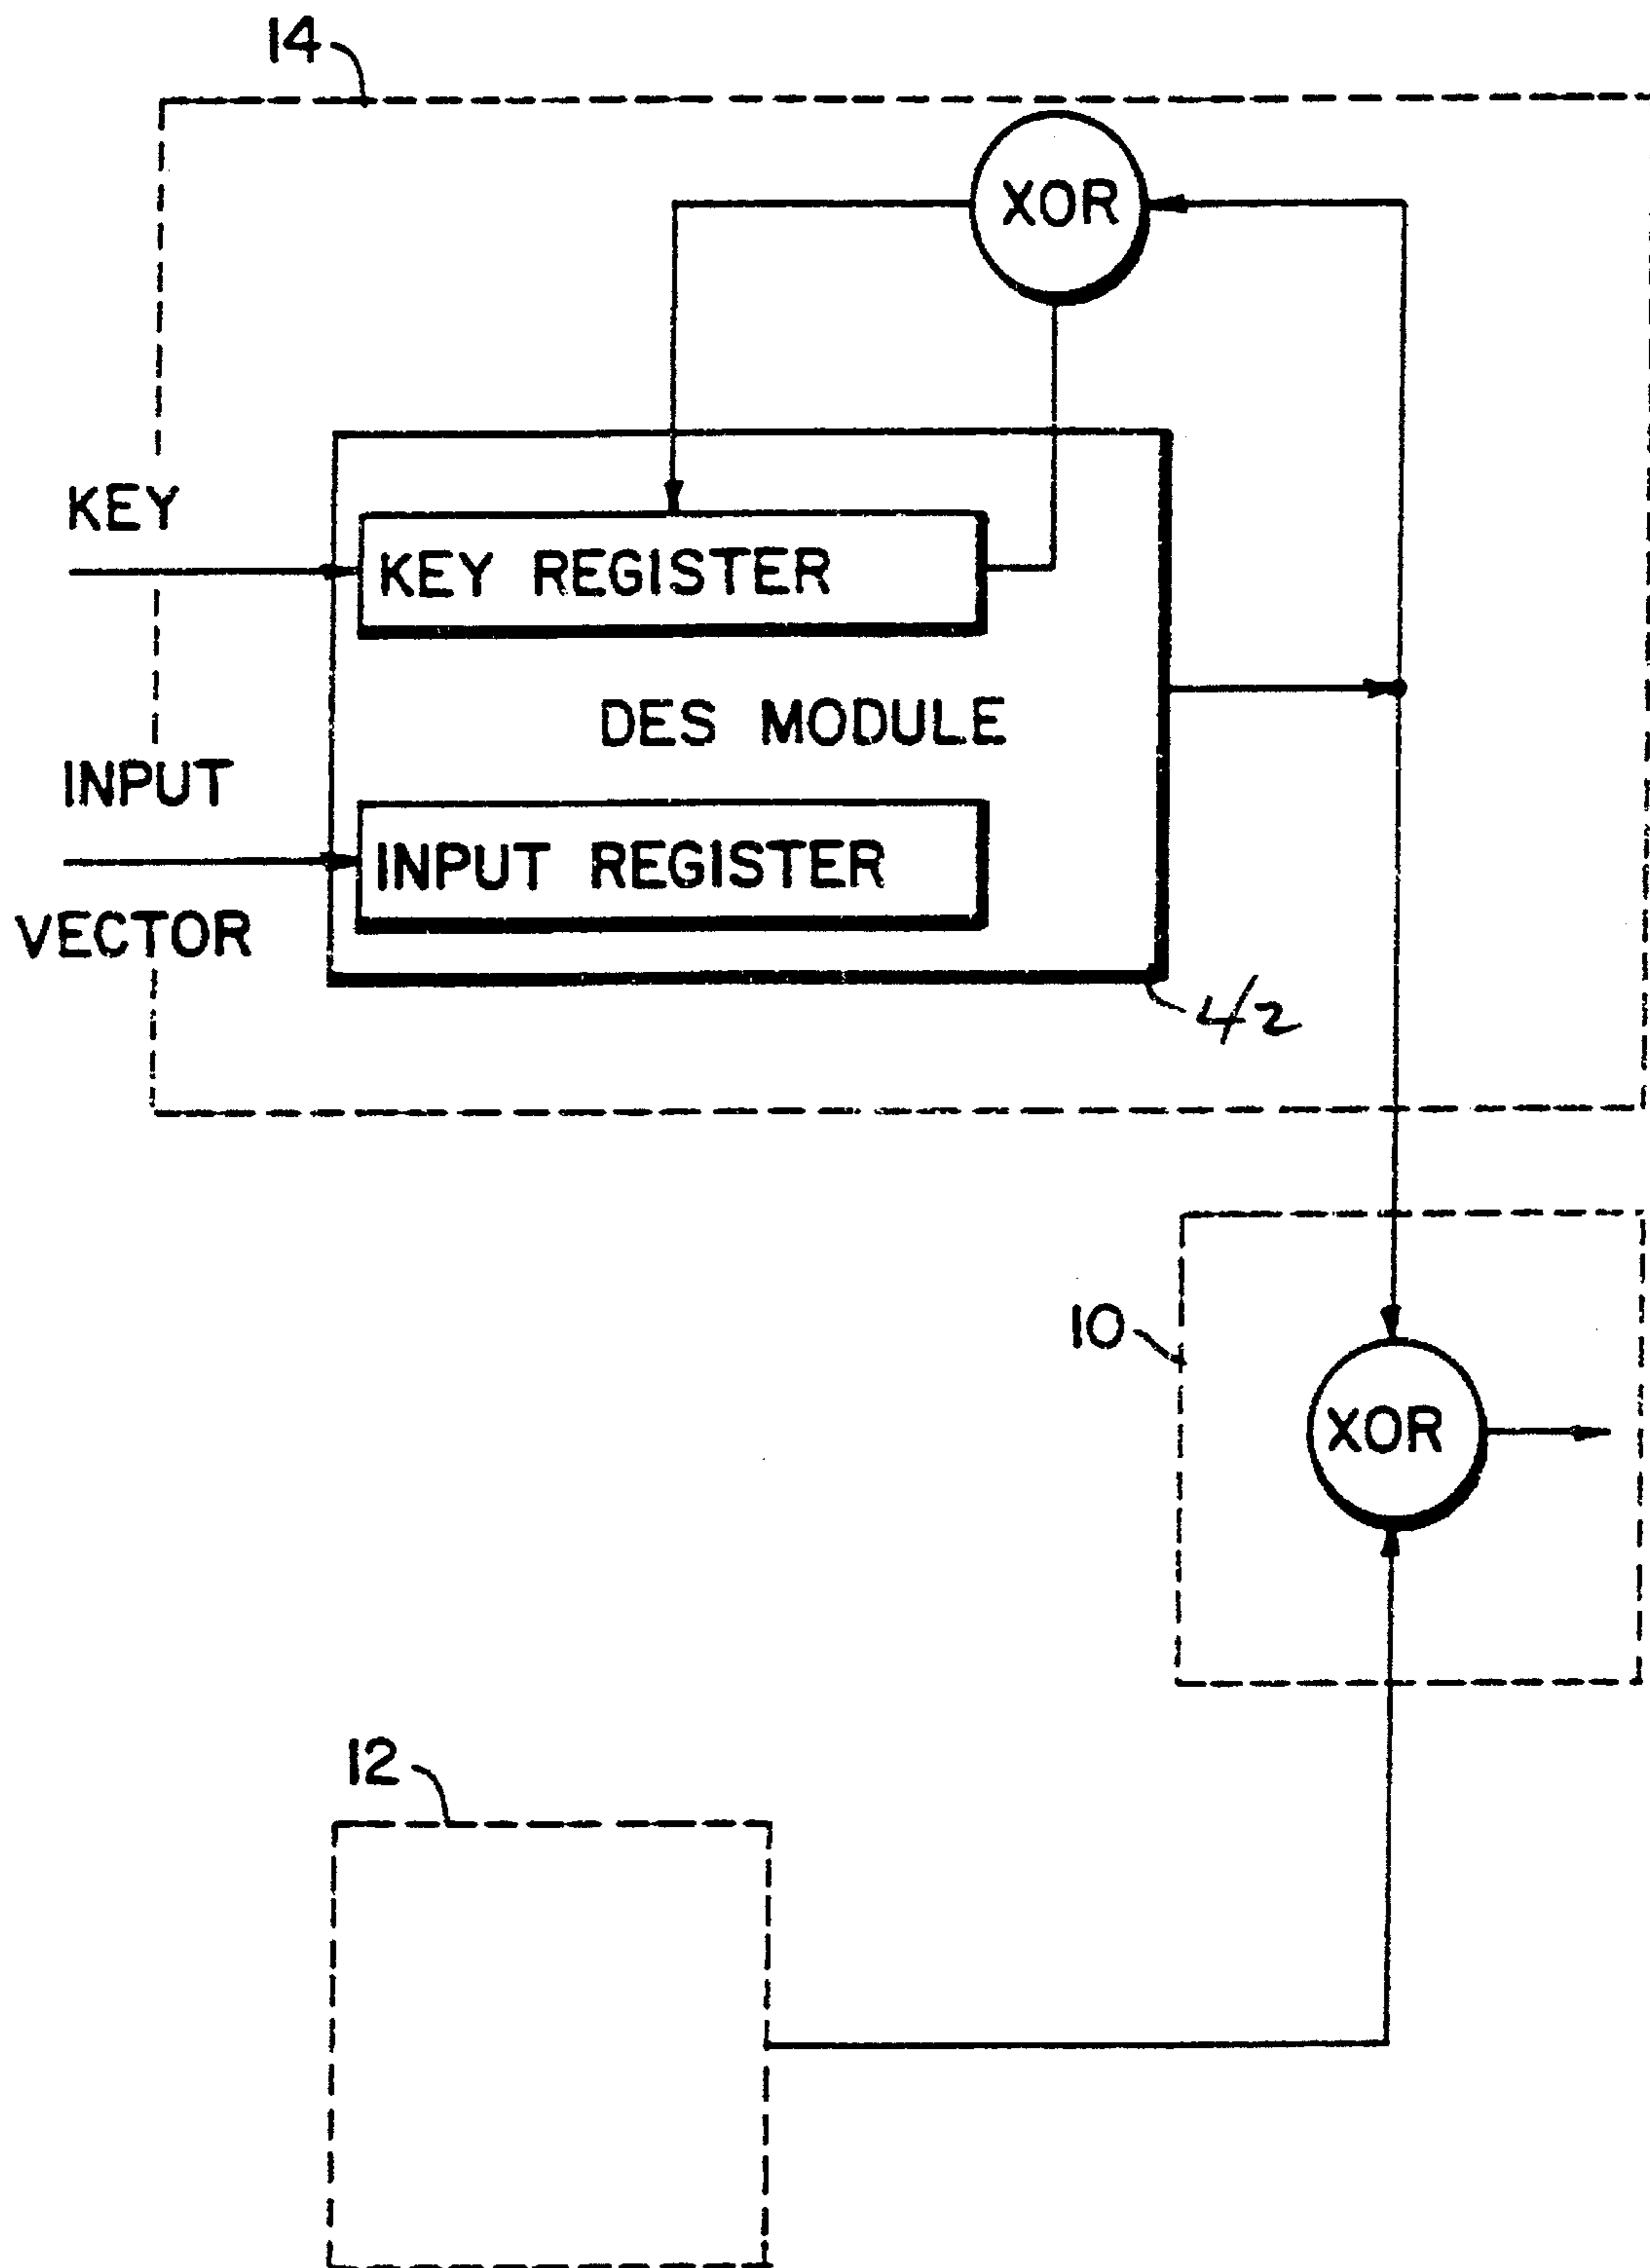 14
XOR
KEY
KEY REGISTER
DES MODULE
INPUT
INPUT REGISTER
VECTOR
42
10
XOR
12